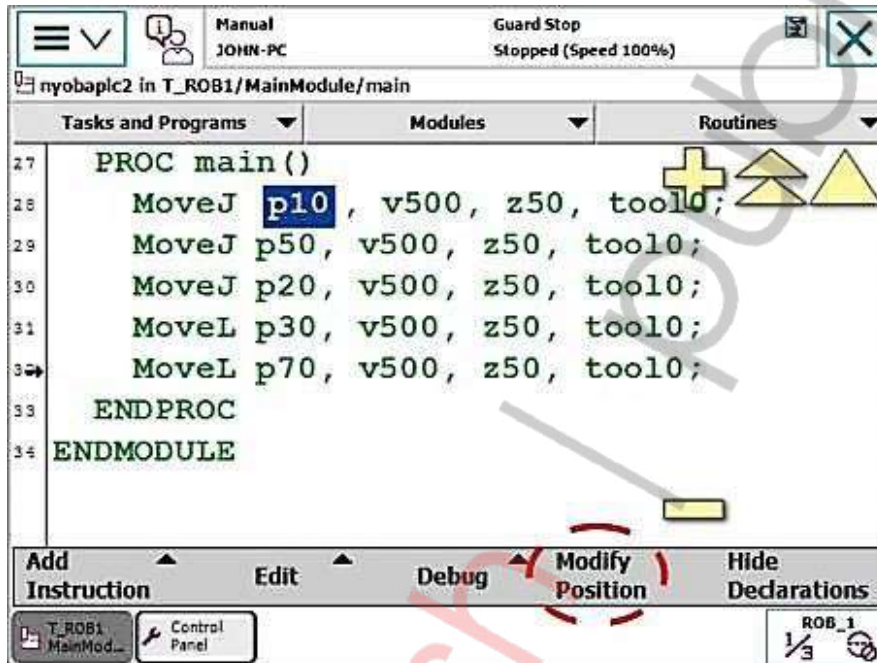 Manual
JOHN-PC
Guard Stop
Stopped (Speed 100%)
nyobaplc2 in T_ROB1/MainModule/main
Tasks and Programs
Modules
Routines
27 PROC main()
28 MoveJ p10 , v500, z50, tool0;
29 MoveJ p50, v500, z50, tool0;
30 MoveJ p20, v500, z50, tool0;
31 MoveL p30, v500, z50, tool0;
MoveL p70, v500, z50, tool0;
33 ENDPROC
34 ENDMODULE
Add Instruction
Edit
Debug
Modify Position
Hide Declarations
T_ROB1 MainMod...
Control Panel
ROB_1
1/3